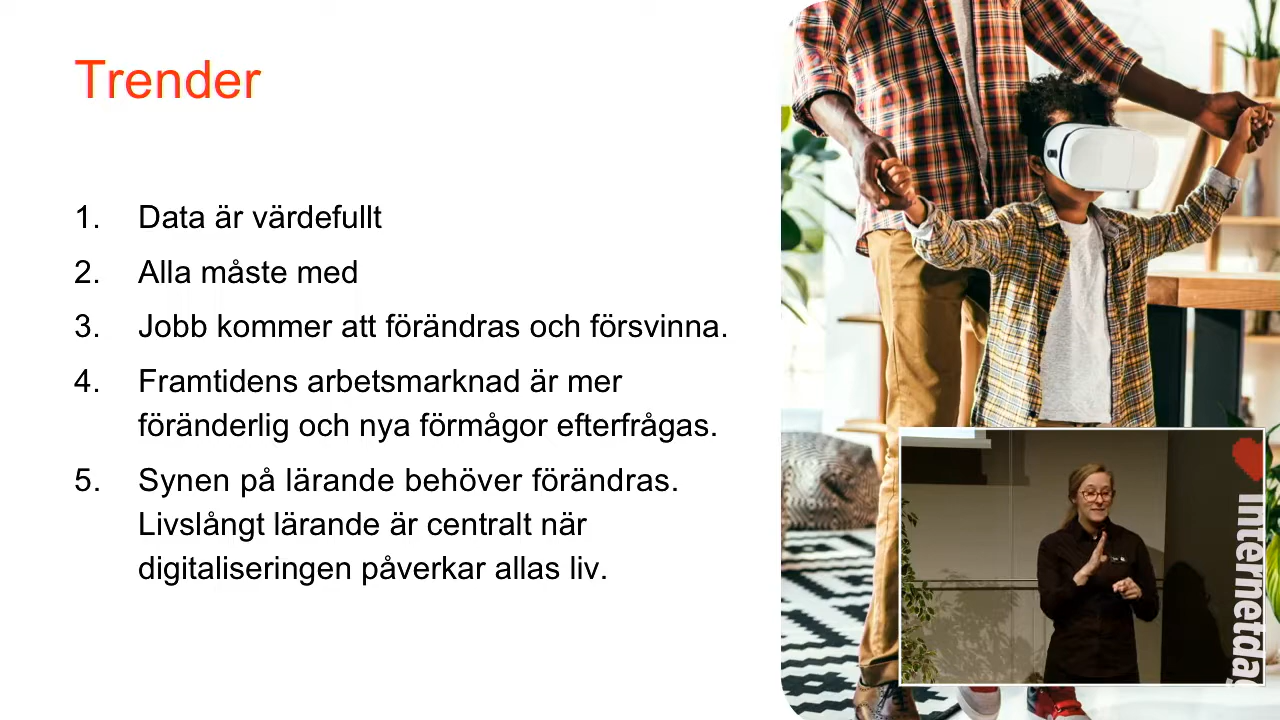 Trender
1. Data är värdefullt
2. Alla måste med
3. Jobb kommer att förändras och försvinna.
4. Framtidens arbetsmarknad är mer
föränderlig och nya förmågor efterfrågas.
5. Synen på lärande behöver förändras.
Livslångt lärande är centralt när
digitaliseringen påverkar allas liv.